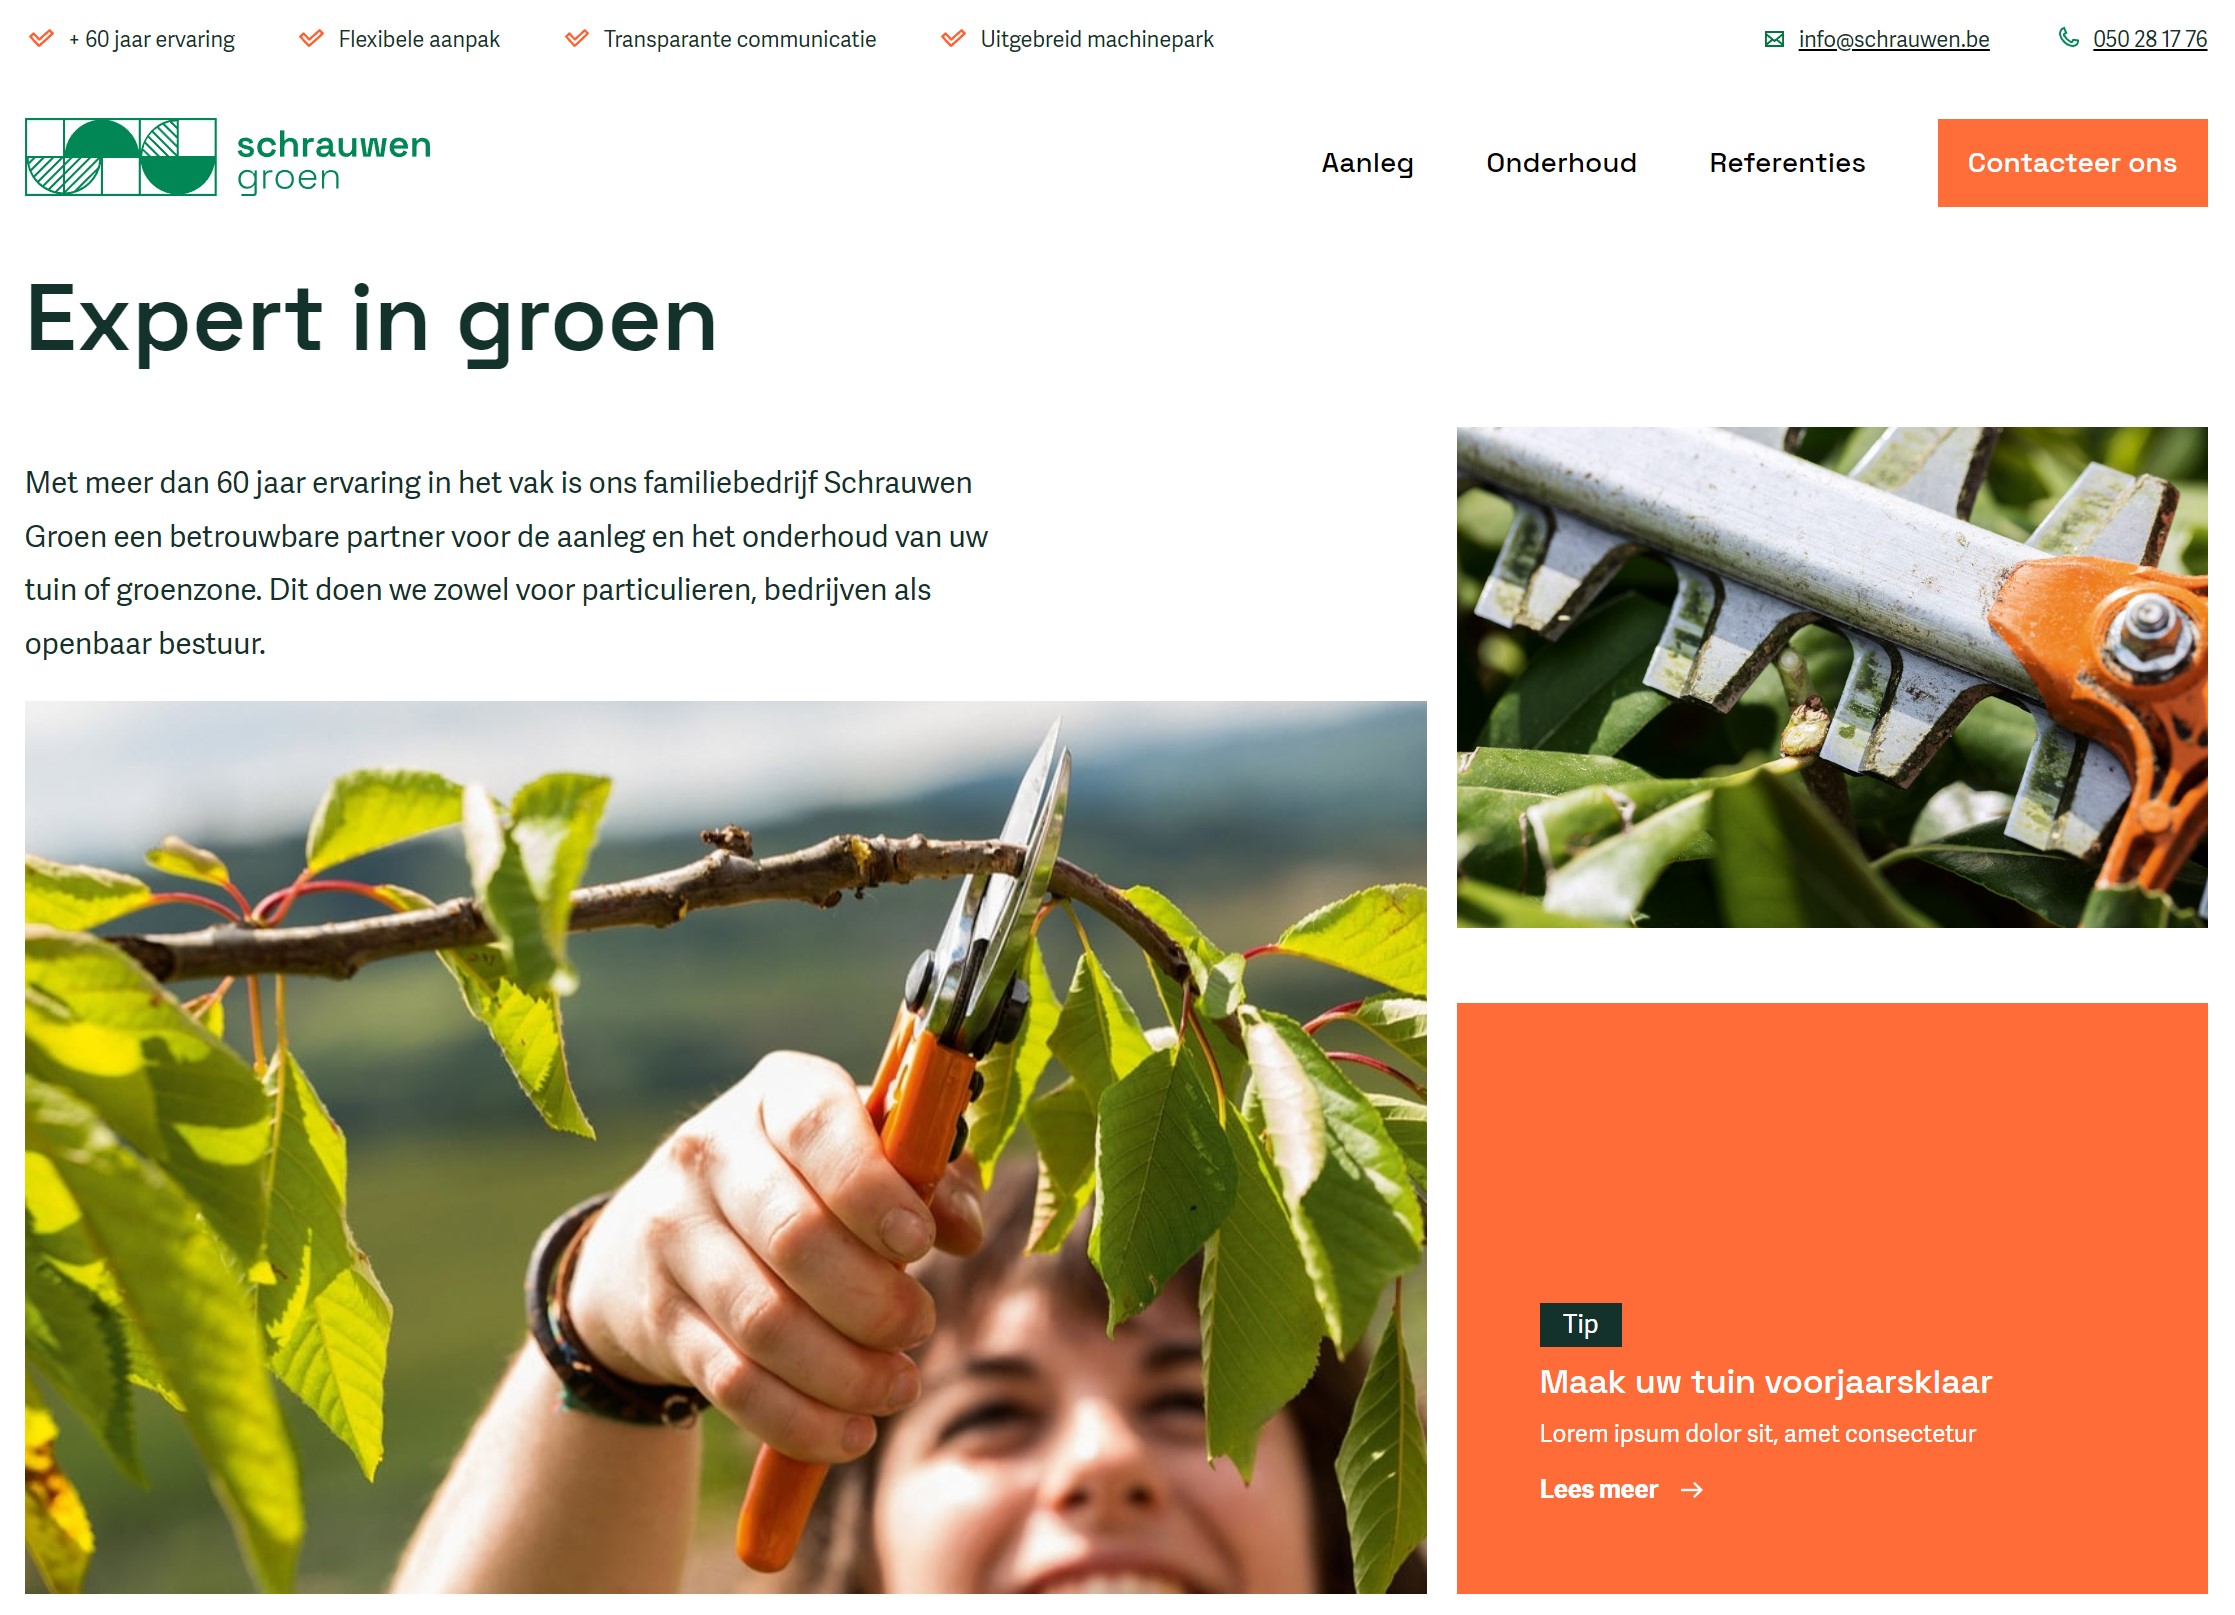 + 60 jaar ervaring
Flexibele aanpak
Transparante communicatie
Uitgebreid machinepark
info@schrauwen.be
050 28 17 76
schrauwen
groen
Aanleg
Onderhoud
Referenties
Contacteer ons
Expert in groen
Met meer dan 60 jaar ervaring in het vak is ons familiebedrijf Schrauwen
Groen een betrouwbare partner voor de aanleg en het onderhoud van uw
tuin of groenzone. Dit doen we zowel voor particulieren, bedrijven als
openbaar bestuur.
Tip
Maak uw tuin voorjaarsklaar
Lorem ipsum dolor sit, amet consectetur
Lees meer →